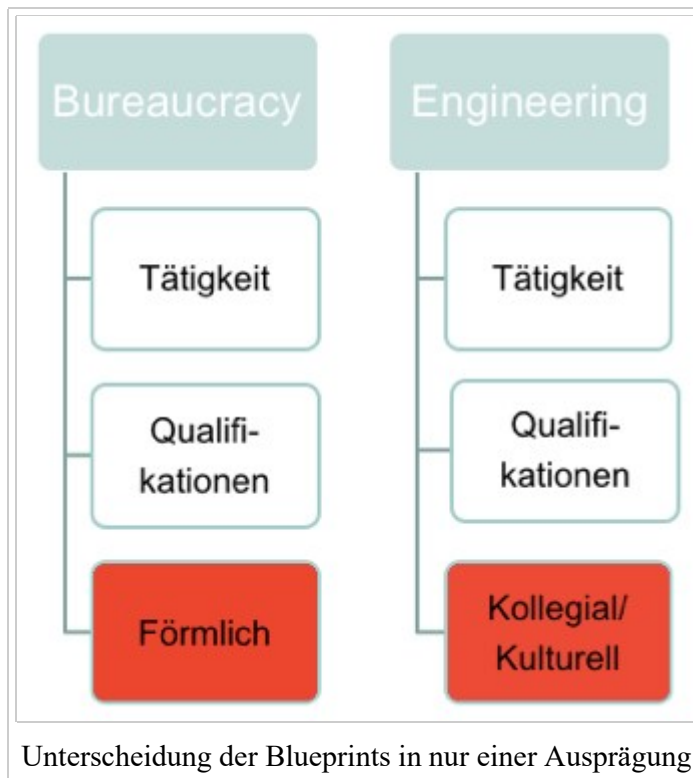 Bureaucracy
Tätigkeit
Qualifi-
kationen
Förmlich
Engineering
Tätigkeit
Qualifi-
kationen
Kollegial/
Kulturell
Unterscheidung der Blueprints in nur einer Ausprägung